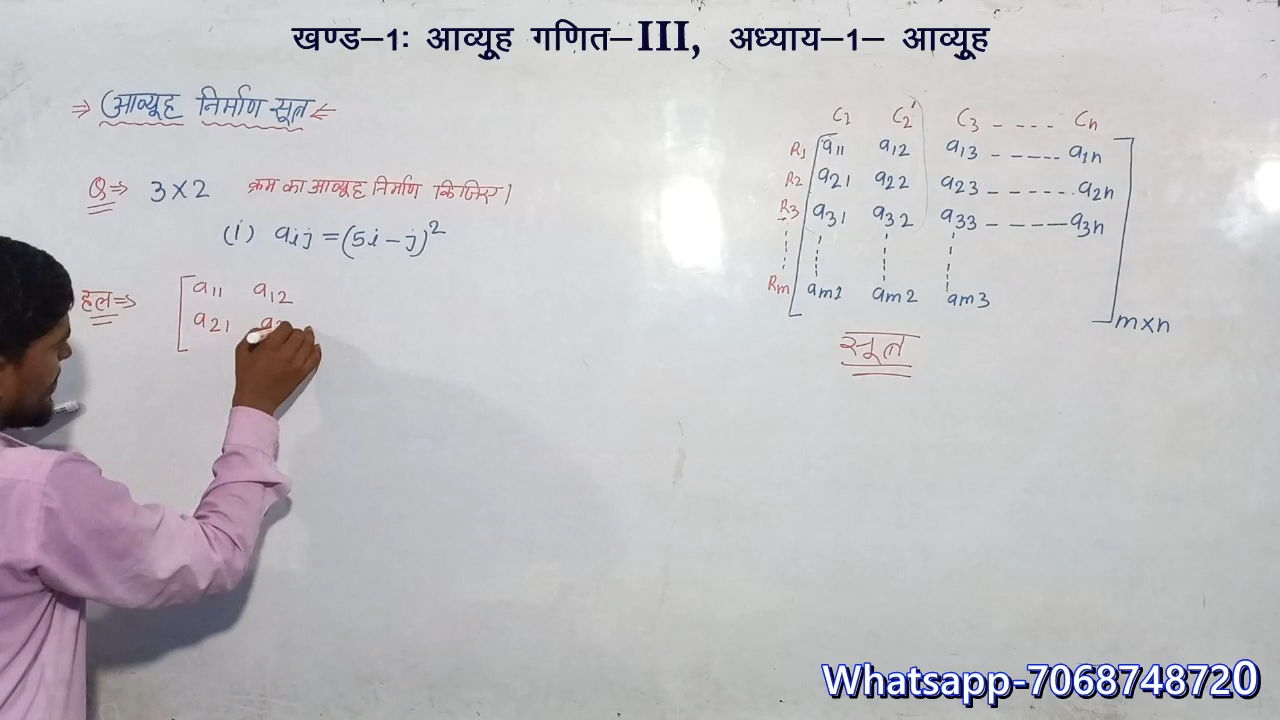 खण्ड–1: आव्यूह गणित–III, अध्याय–1– आव्यूह
⇒ आव्यूह निर्माण सूत्र ⇐
Q ⇒ 3 × 2 क्रम का आव्यूह निर्माण किजिए।
(i) aij = (5i – j)²
हल ⇒ [ a11 a12
a21
C1 C2 C3 - - - - Cn
R1 a11 a12 a13 - - - - - a1n
R2 a21 a22 a23 - - - - - - a2n
R3 a31 a32 a33 - - - - - a3n
Rm am1 am2 am3 ] m×n
सूत्र
Whatsapp-7068748720